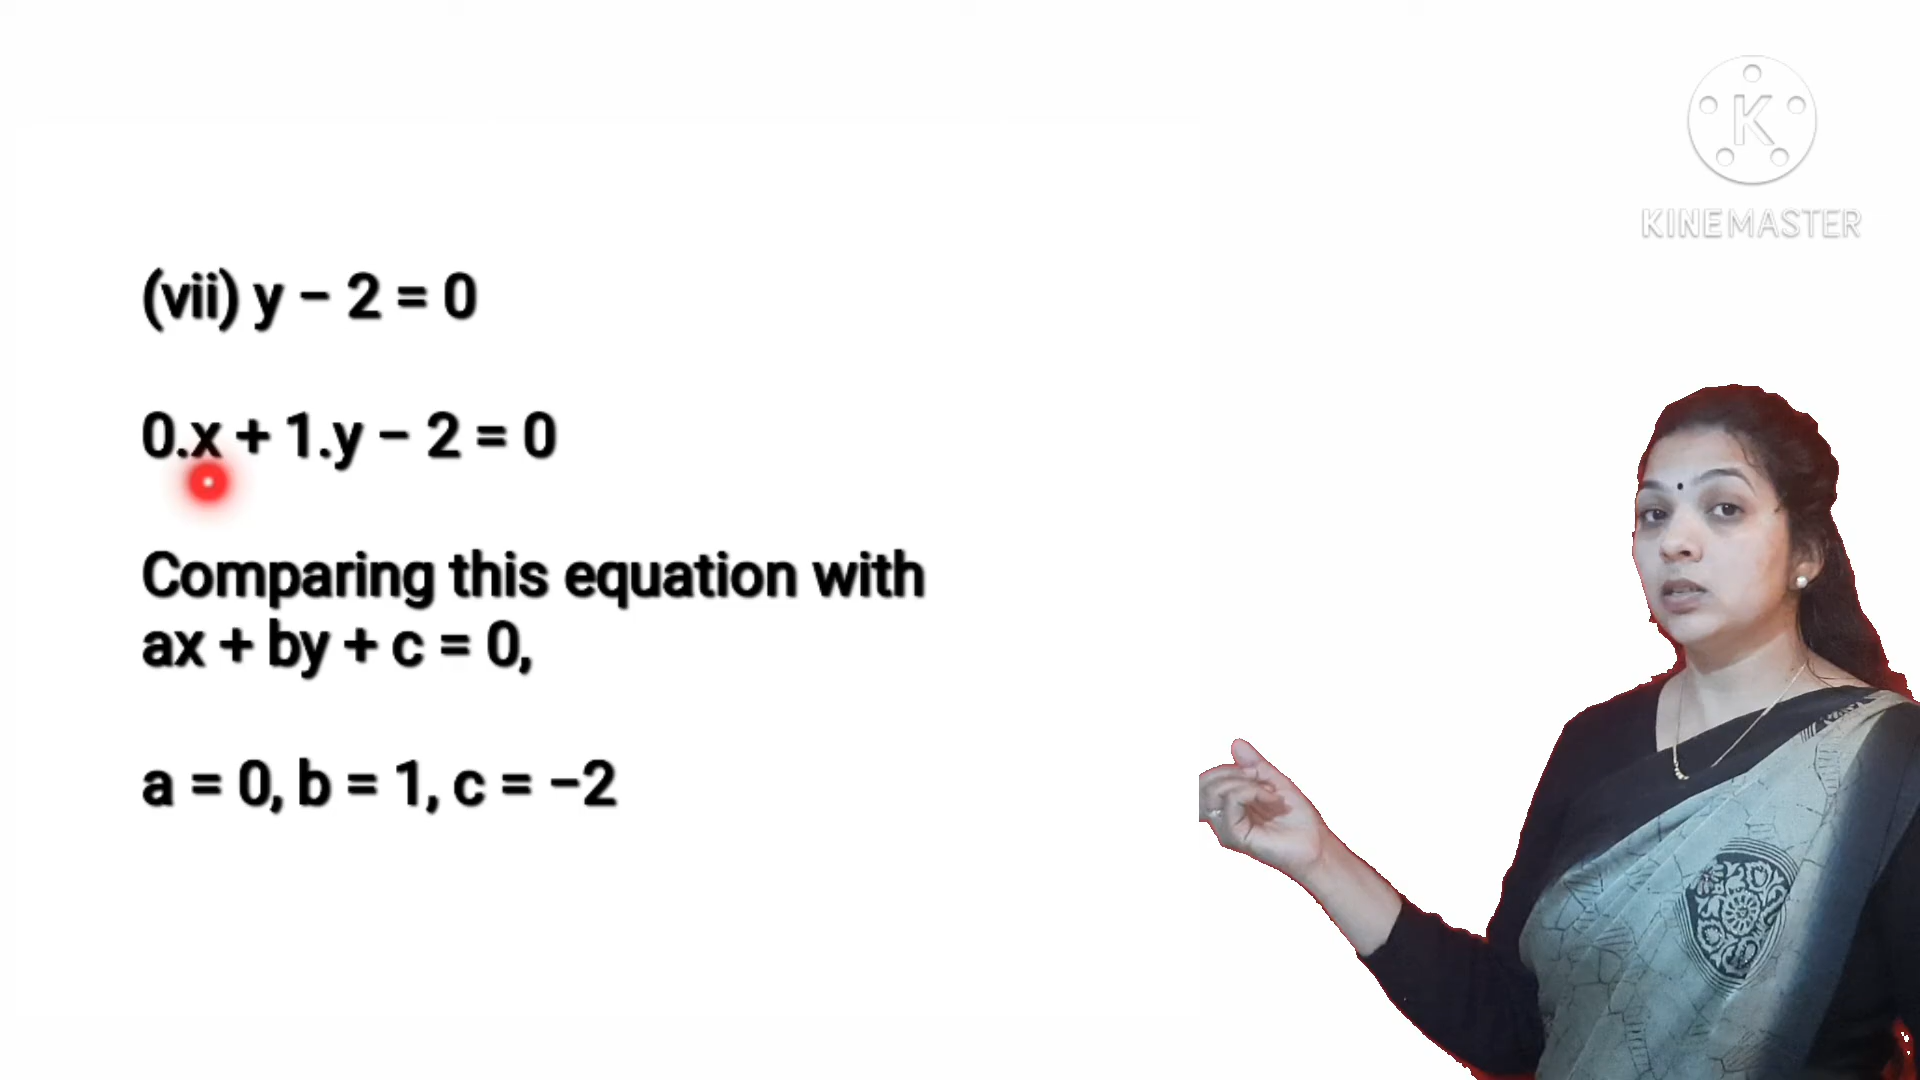 K
KINEMASTER
(vii) y − 2 = 0
0.x + 1.y − 2 = 0
Comparing this equation with
ax + by + c = 0,
a = 0, b = 1, c = −2